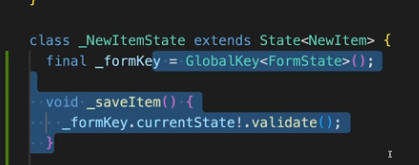 }
class _NewItemState extends State<NewItem> {
final _formKey = GlobalKey<FormState>();
void _saveItem() {
_formKey.currentState!.validate();
}